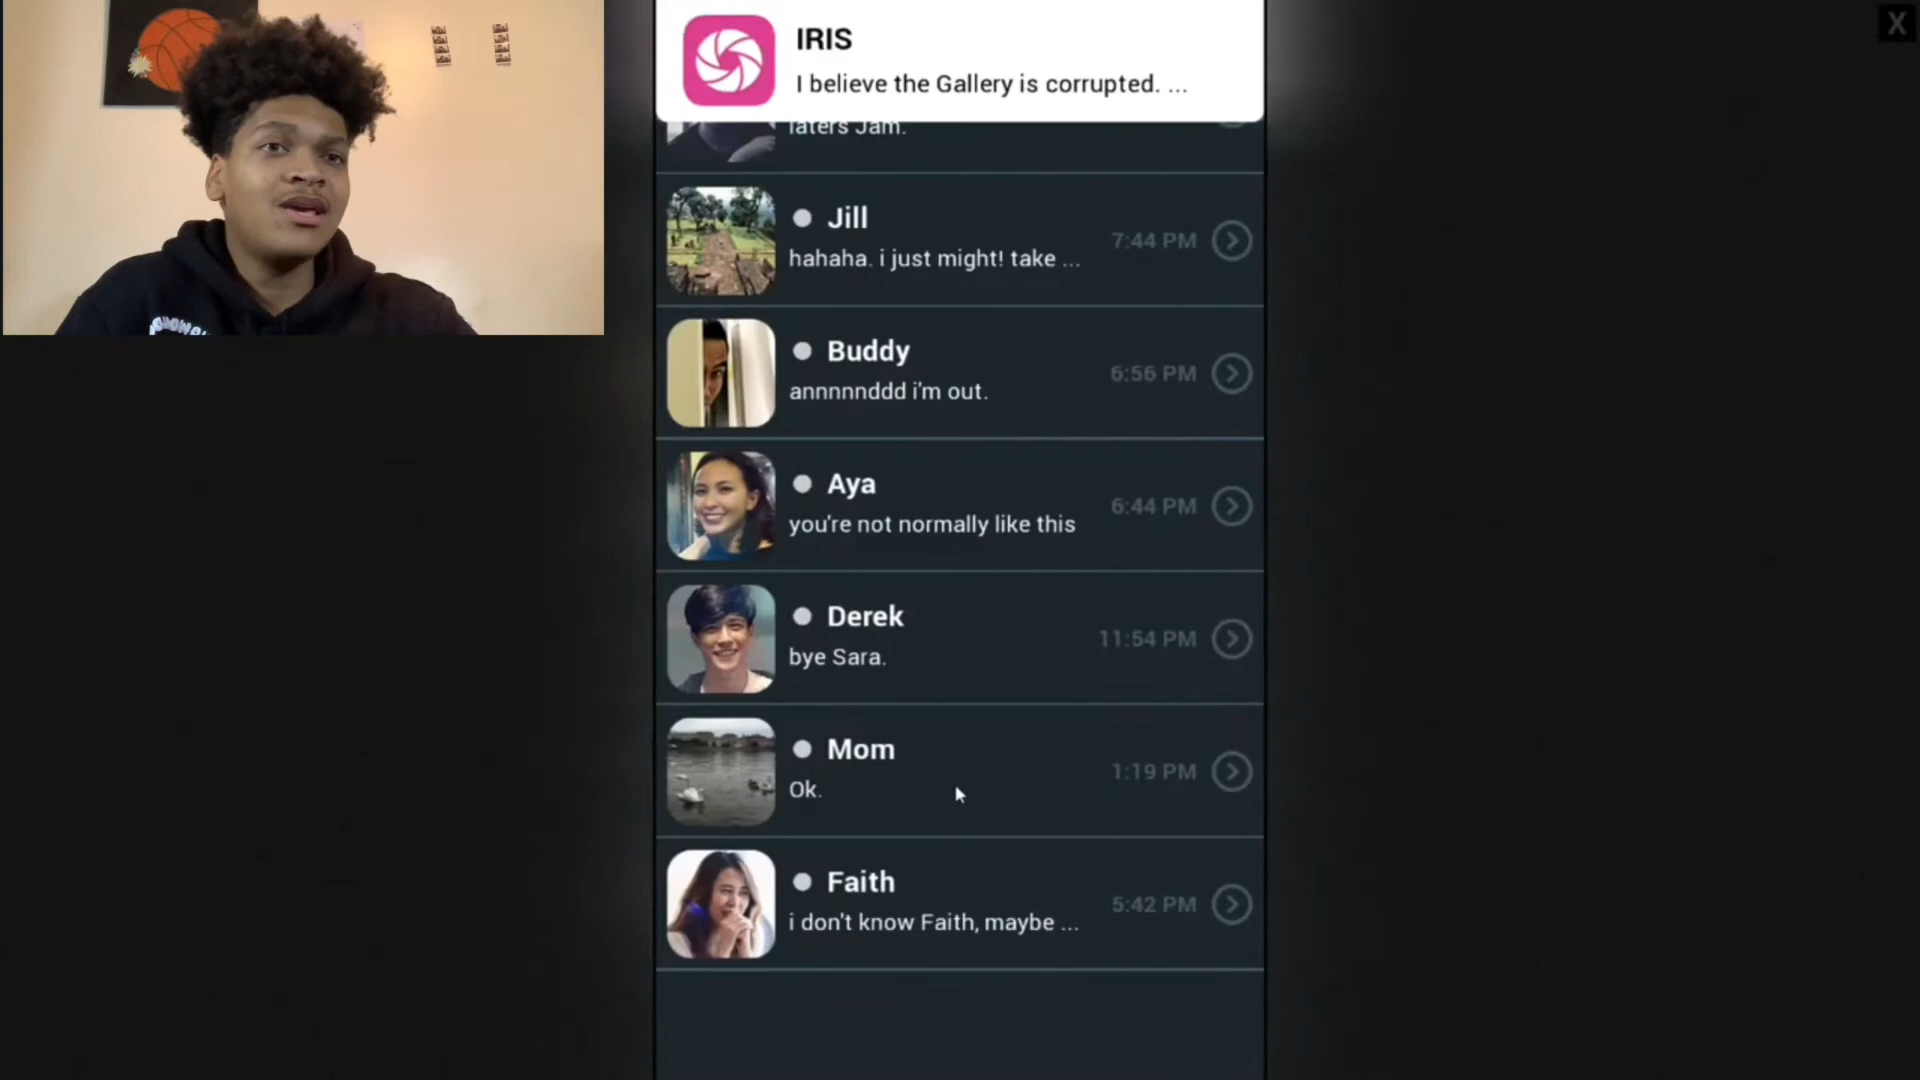 IRIS
I believe the Gallery is corrupted. ...
laters Jam.
Jill
hahaha. i just might! take ...
7:44 PM
Buddy
annnnnddd i'm out.
6:56 PM
Aya
you're not normally like this
6:44 PM
Derek
bye Sara.
11:54 PM
Mom
Ok.
1:19 PM
Faith
i don't know Faith, maybe ...
5:42 PM
X